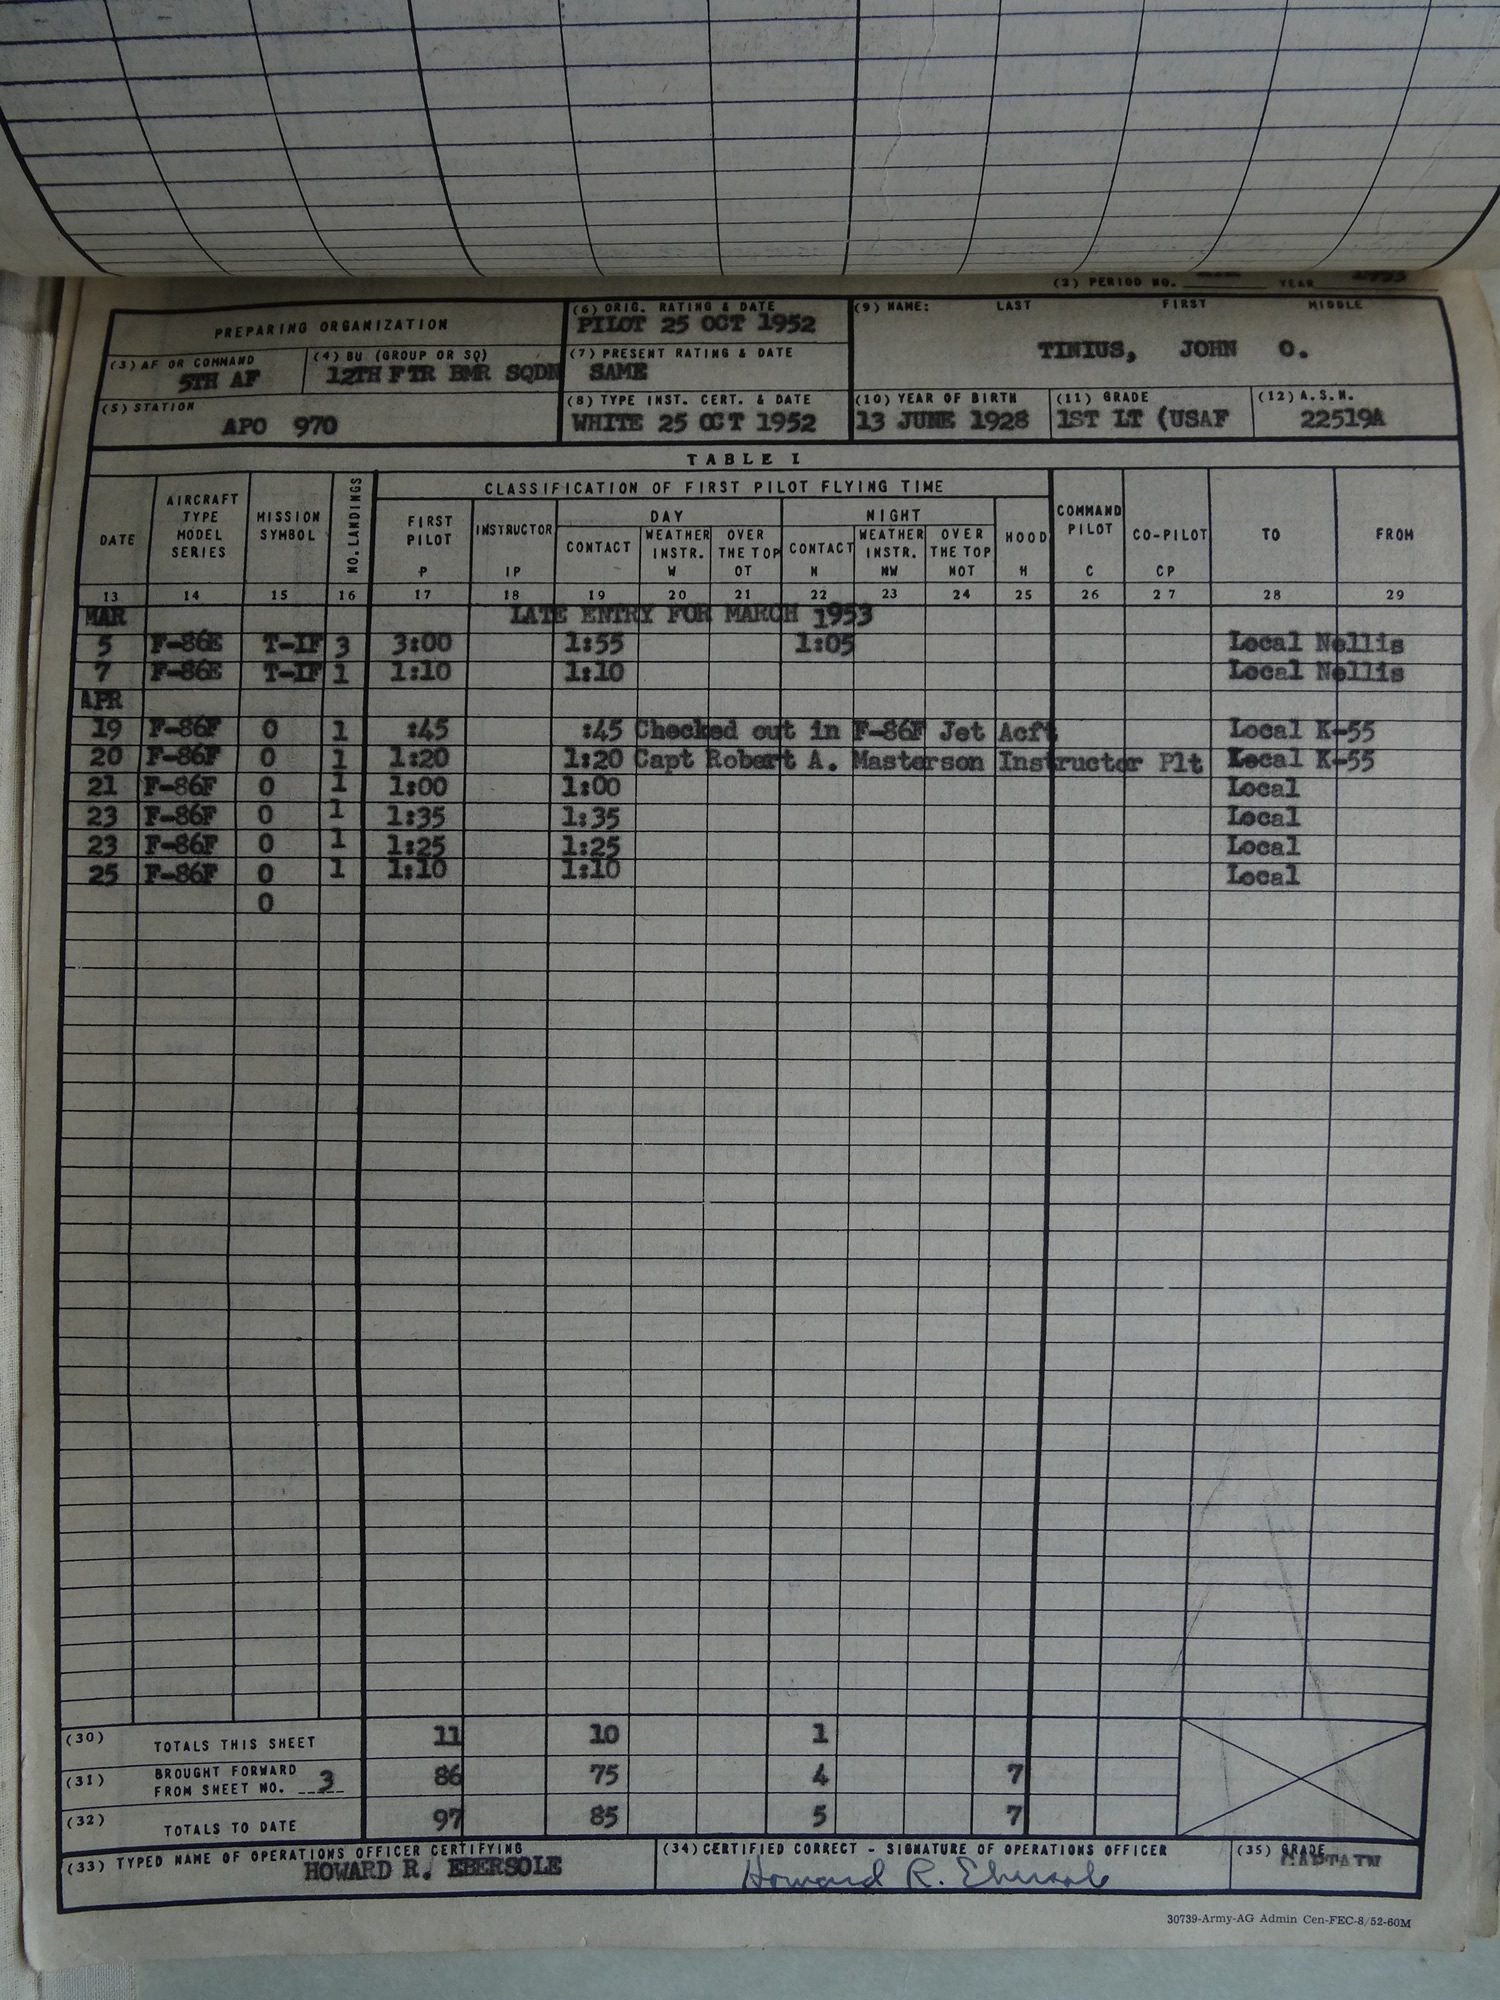 (2) PERIOD NO. YEAR 1953
PREPARING ORGANIZATION
(3) AF OR COMMAND
5TH AF
(4) BU (GROUP OR SQ)
12TH FTR BMR SQDN
(5) STATION
APO 970
(6) ORIG. RATING & DATE
PILOT 25 OCT 1952
(7) PRESENT RATING & DATE
SAME
(8) TYPE INST. CERT. & DATE
WHITE 25 OCT 1952
(9) NAME: LAST FIRST MIDDLE
TINIUS, JOHN O.
(10) YEAR OF BIRTH
13 JUNE 1928
(11) GRADE
1ST LT (USAF
(12) A.S.N.
22519A
TABLE I
CLASSIFICATION OF FIRST PILOT FLYING TIME
DATE
AIRCRAFT TYPE MODEL SERIES
MISSION SYMBOL
NO. LANDINGS
FIRST PILOT P
INSTRUCTOR IP
DAY
CONTACT
WEATHER INSTR. W
OVER THE TOP OT
NIGHT
CONTACT N
WEATHER INSTR. NW
OVER THE TOP NOT
HOOD H
COMMAND PILOT C
CO-PILOT CP
TO
FROM
13 14 15 16 17 18 19 20 21 22 23 24 25 26 27 28 29
MAR LATE ENTRY FOR MARCH 1953
5 F-86E T-IF 3 3:00 1:55 1:05 Local Nellis
7 F-86E T-IF 1 1:10 1:10 Local Nellis
APR
19 F-86F O 1 :45 :45 Checked out in F-86F Jet Acft Local K-55
20 F-86F O 1 1:20 1:20 Capt Robert A. Masterson Instructor Plt Local K-55
21 F-86F O 1 1:00 1:00 Local
23 F-86F O 1 1:35 1:35 Local
23 F-86F O 1 1:25 1:25 Local
25 F-86F O 1 1:10 1:10 Local
O
(30) TOTALS THIS SHEET 11 10 1
(31) BROUGHT FORWARD FROM SHEET NO. 3 86 75 4 7
(32) TOTALS TO DATE 97 85 5 7
(33) TYPED NAME OF OPERATIONS OFFICER CERTIFYING
HOWARD R. EBERSOLE
(34) CERTIFIED CORRECT - SIGNATURE OF OPERATIONS OFFICER
Howard R. Ebersole
(35) GRADE
CAPTAIN
30739-Army-AG Admin Cen-FEC-8/52-60M